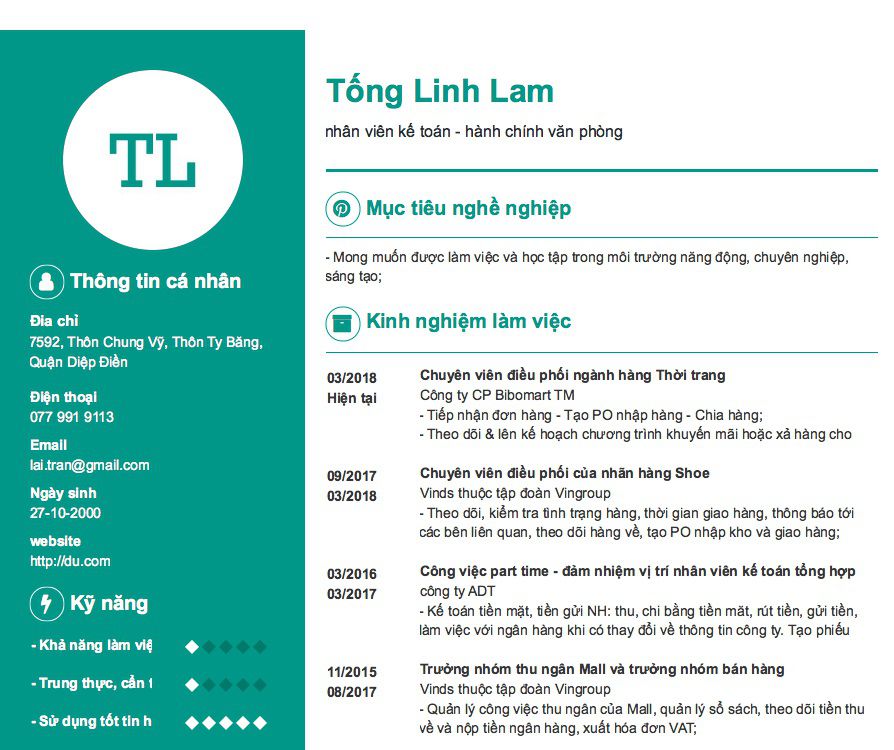 TL
Thông tin cá nhân
Đia chỉ
7592, Thôn Chung Vỹ, Thôn Ty Băng,
Quận Diệp Điền
Điện thoại
077 991 9113
Email
lai.tran@gmail.com
Ngày sinh
27-10-2000
website
http://du.com
Kỹ năng
- Khả năng làm việ
- Trung thực, cẩn t
- Sử dụng tốt tin h
Tống Linh Lam
nhân viên kế toán - hành chính văn phòng
Mục tiêu nghề nghiệp
- Mong muốn được làm việc và học tập trong môi trường năng động, chuyên nghiệp,
sáng tạo;
Kinh nghiệm làm việc
03/2018
Hiện tại
Chuyên viên điều phối ngành hàng Thời trang
Công ty CP Bibomart TM
- Tiếp nhận đơn hàng - Tạo PO nhập hàng - Chia hàng;
- Theo dõi & lên kế hoạch chương trình khuyến mãi hoặc xả hàng cho
09/2017
03/2018
Chuyên viên điều phối của nhãn hàng Shoe
Vinds thuộc tập đoàn Vingroup
- Theo dõi, kiểm tra tình trạng hàng, thời gian giao hàng, thông báo tới
các bên liên quan, theo dõi hàng về, tạo PO nhập kho và giao hàng;
03/2016
03/2017
Công việc part time - đảm nhiệm vị trí nhân viên kế toán tổng hợp
công ty ADT
- Kế toán tiền mặt, tiền gửi NH: thu, chi bằng tiền măt, rút tiền, gửi tiền,
làm việc với ngân hàng khi có thay đổi về thông tin công ty. Tạo phiếu
11/2015
08/2017
Trưởng nhóm thu ngân Mall và trưởng nhóm bán hàng
Vinds thuộc tập đoàn Vingroup
- Quản lý công việc thu ngân của Mall, quản lý sổ sách, theo dõi tiền thu
về và nộp tiền ngân hàng, xuất hóa đơn VAT;